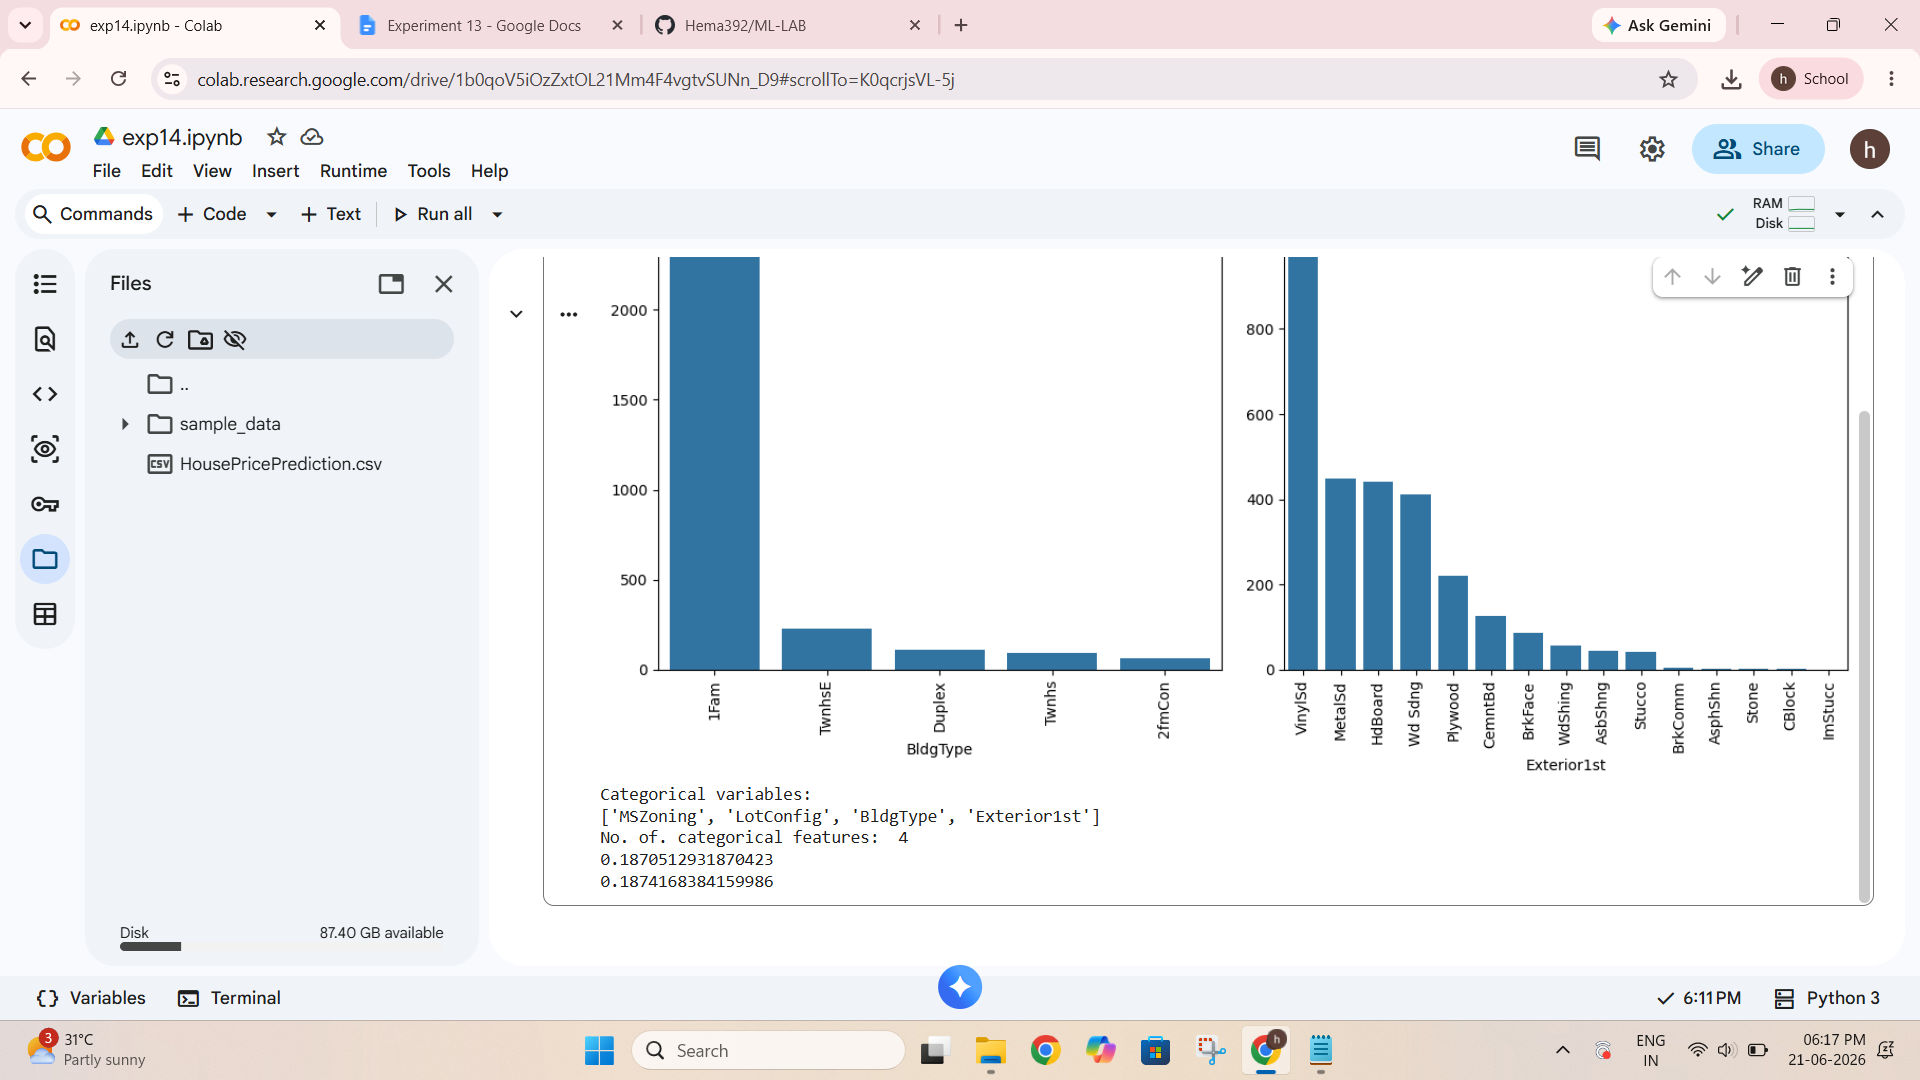 exp14.ipynb - Colab
Experiment 13 - Google Docs
Hema392/ML-LAB
Ask Gemini
colab.research.google.com/drive/1b0qoV5iOzZxtOL21Mm4F4vgtvSUNn_D9#scrollTo=K0qcrjsVL-5j
h School
exp14.ipynb
File Edit View Insert Runtime Tools Help
Share
h
Commands + Code + Text Run all
RAM
Disk
Files
..
sample_data
CSV HousePricePrediction.csv
Disk 87.40 GB available
2000
1500
1000
500
0
1Fam
TwnhsE
Duplex
Twnhs
2fmCon
BldgType
800
600
400
200
0
VinylSd
MetalSd
HdBoard
Wd Sdng
Plywood
CemntBd
BrkFace
WdShing
AsbShng
Stucco
BrkComm
AsphShn
Stone
CBlock
ImStucc
Exterior1st
Categorical variables:
['MSZoning', 'LotConfig', 'BldgType', 'Exterior1st']
No. of. categorical features:  4
0.1870512931870423
0.1874168384159986
Variables Terminal
6:11 PM Python 3
3
31°C
Partly sunny
Search
h
ENG
IN
06:17 PM
21-06-2026